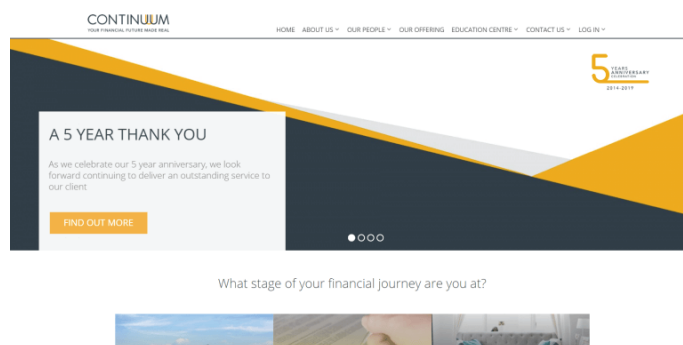 CONTINUUM
YOUR FINANCIAL FUTURE MADE REAL
HOME ABOUT US OUR PEOPLE OUR OFFERING EDUCATION CENTRE CONTACT US LOG IN
5 YEARS
ANNIVERSARY
CELEBRATION
2014-2019
A 5 YEAR THANK YOU
As we celebrate our 5 year anniversary, we look
forward continuing to deliver an outstanding service to
our client
FIND OUT MORE
What stage of your financial journey are you at?